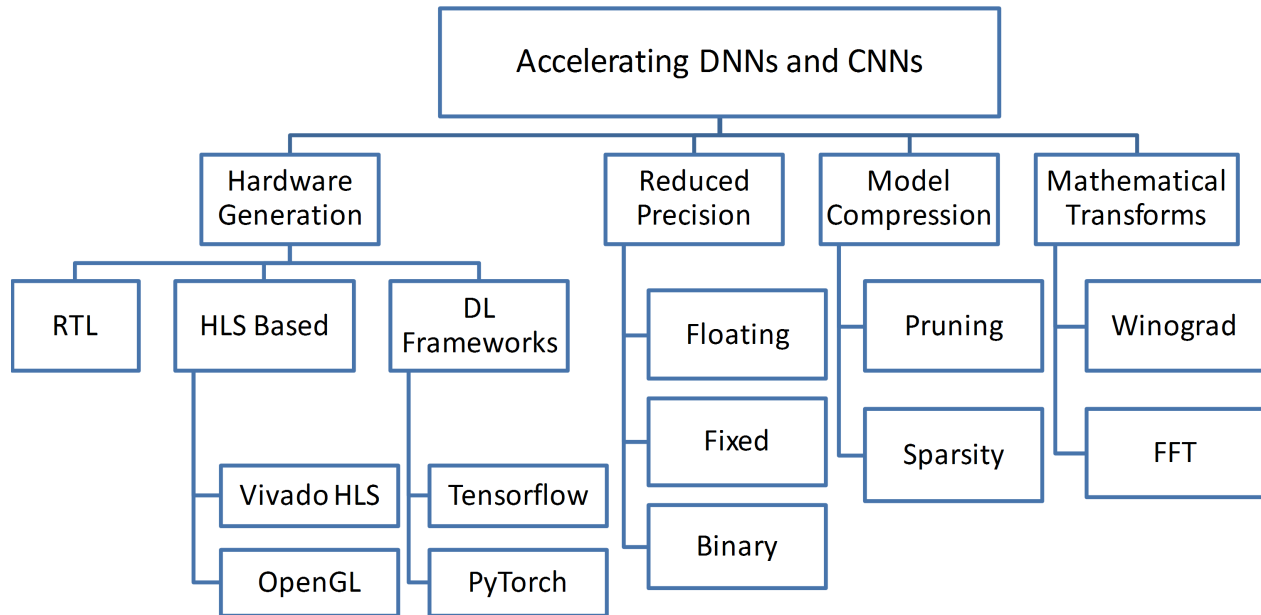 Accelerating DNNs and CNNs
Hardware
Generation
Reduced
Precision
Model
Compression
Mathematical
Transforms
RTL
HLS Based
DL
Frameworks
Floating
Pruning
Winograd
Fixed
Sparsity
FFT
Vivado HLS
Tensorflow
Binary
OpenGL
PyTorch